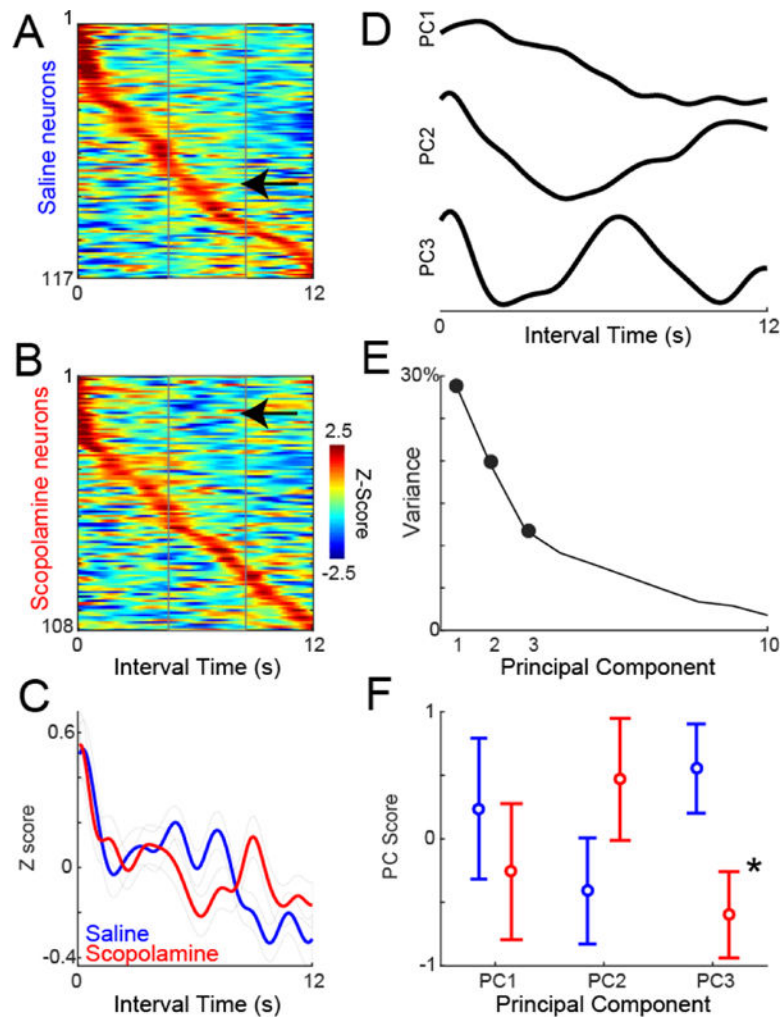 A
1
Saline neurons
117
0
12
B
1
Scopolamine neurons
108
2.5
Z-Score
-2.5
0
12
Interval Time (s)
C
0.6
Z score
0
-0.4
Saline
Scopolamine
0
12
Interval Time (s)
D
PC1
PC2
PC3
0
12
Interval Time (s)
E
30%
Variance
0
1
2
3
10
Principal Component
F
1
PC Score
0
*
-1
PC1
PC2
PC3
Principal Component